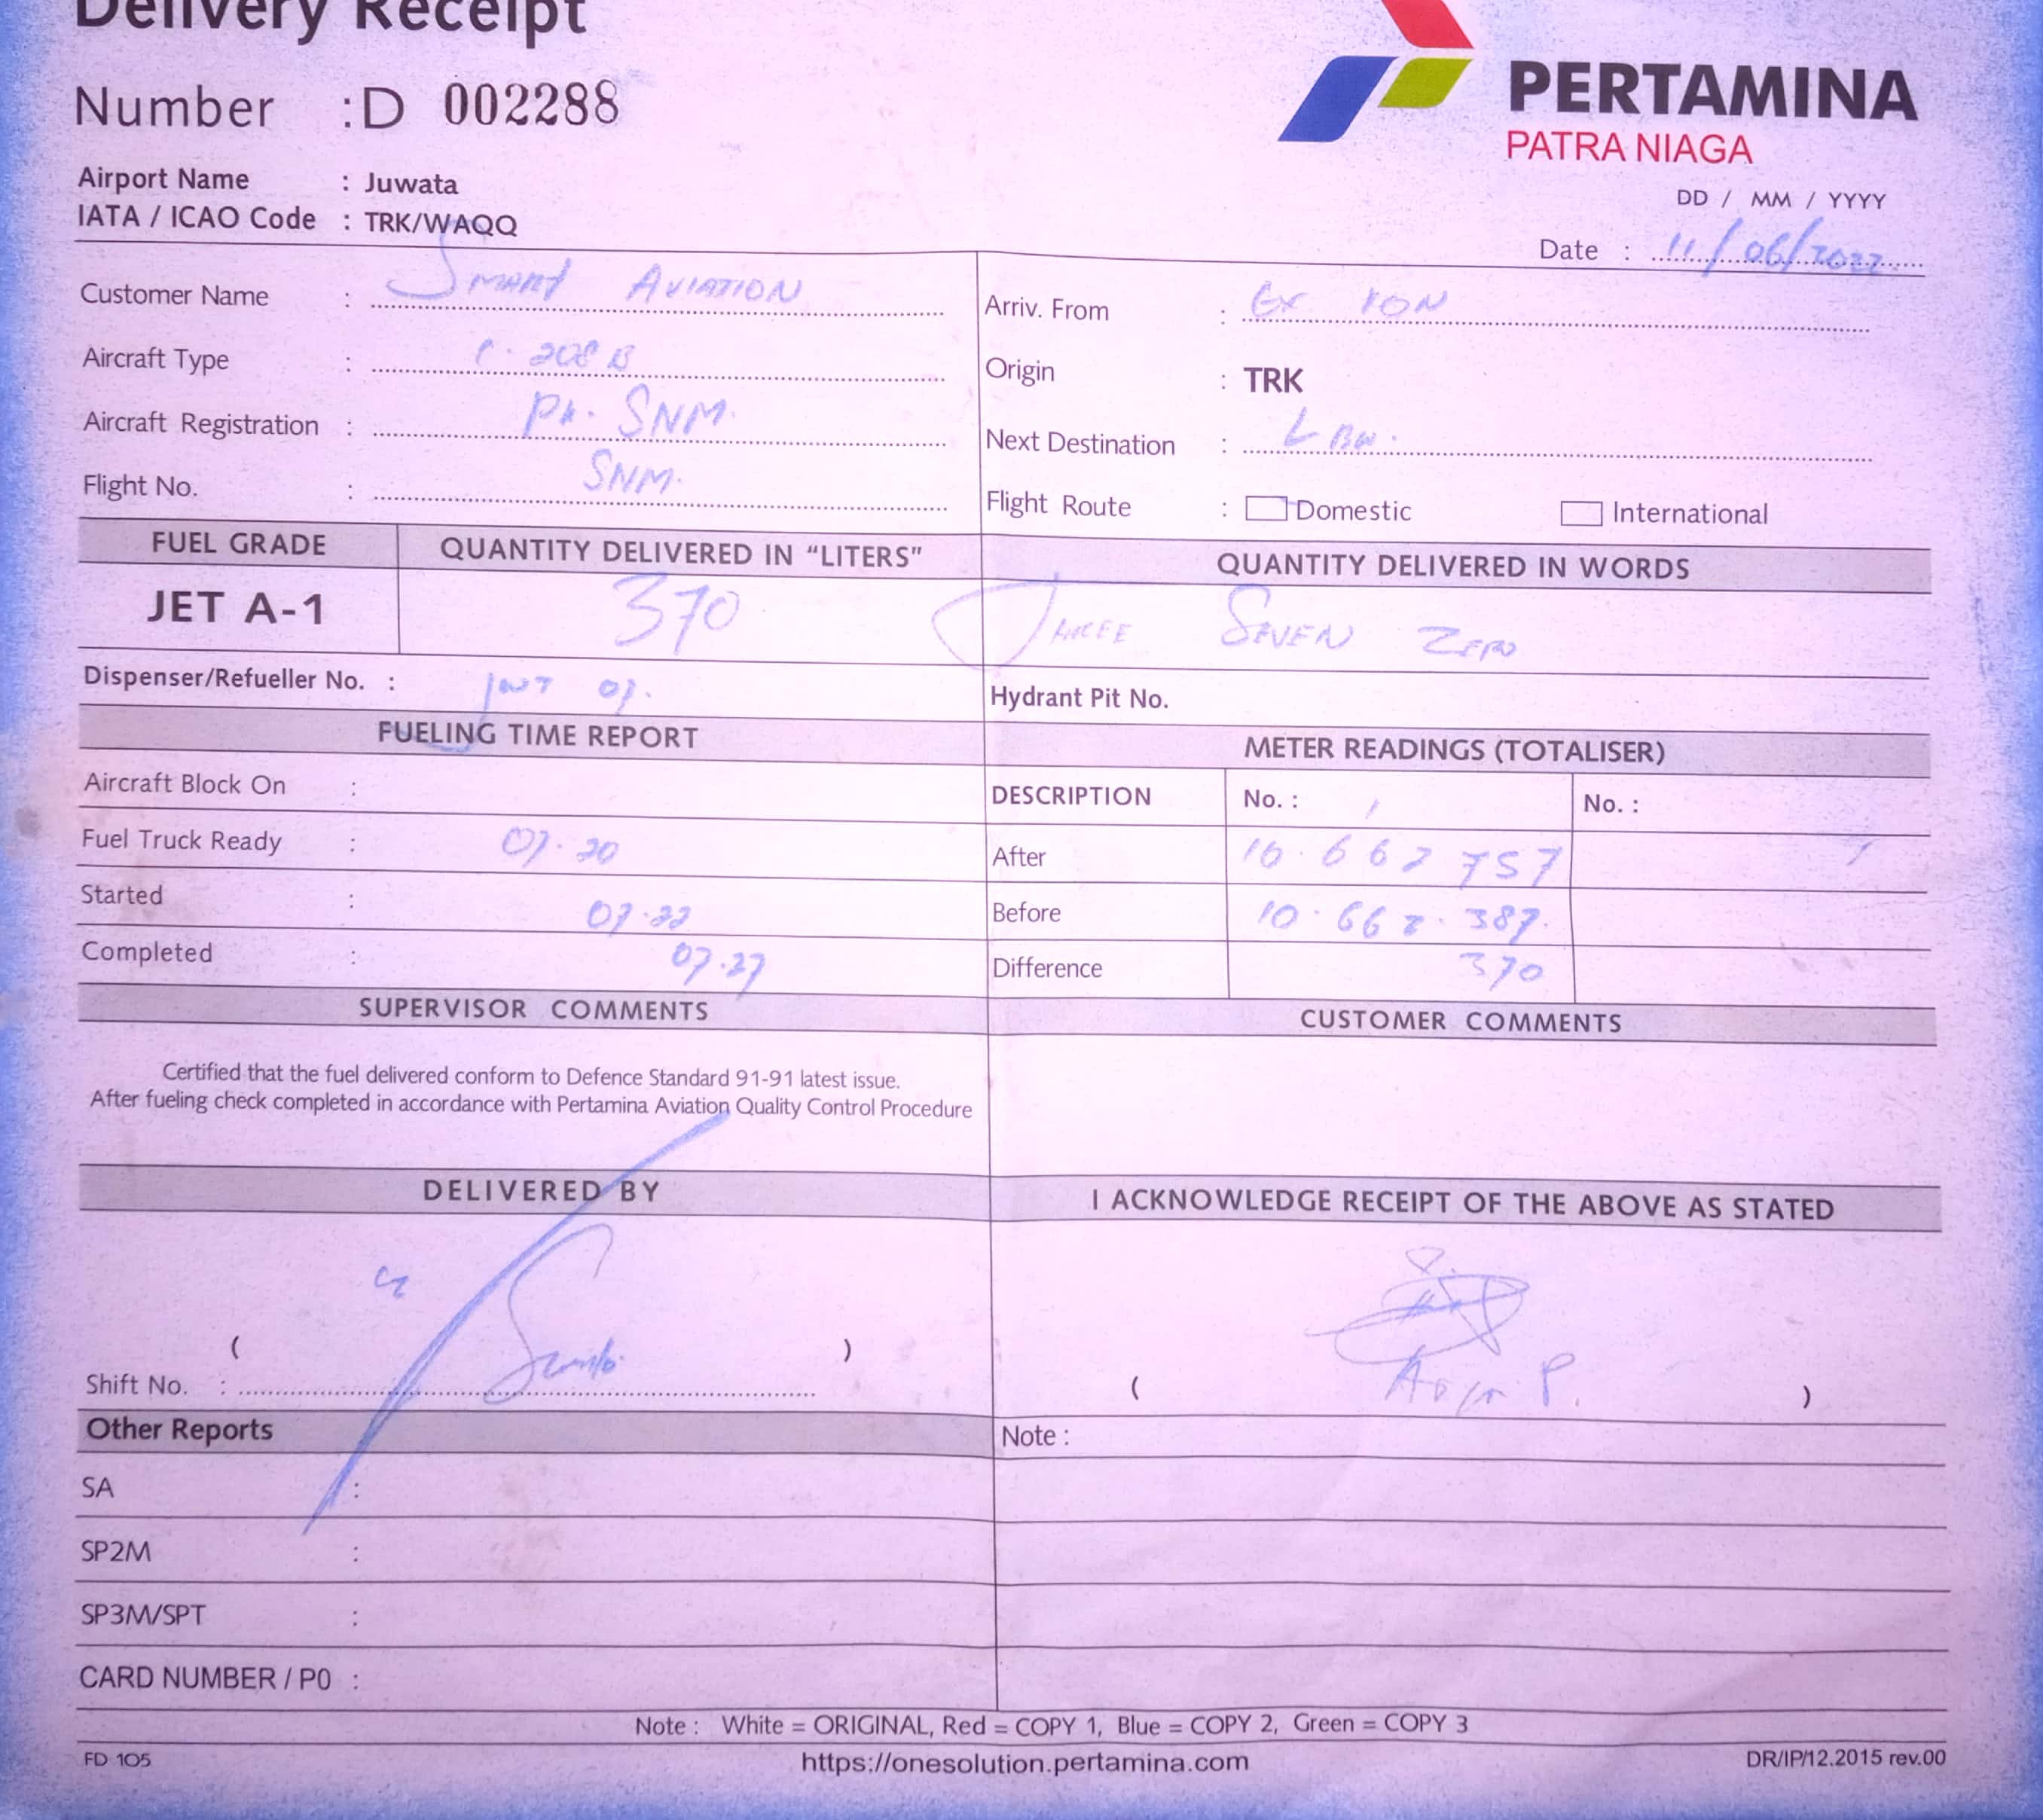 Delivery Receipt
Number : D 002288
PERTAMINA
PATRA NIAGA
Airport Name : Juwata
IATA / ICAO Code : TRK/WAQQ
DD / MM / YYYY
Date : 11/06/2022
Customer Name : SMART AVIATION
Arriv. From : Ex
Aircraft Type : C. 208 B
Origin : TRK
Aircraft Registration : PK. SNM.
Next Destination : LBW.
Flight No. : SNM.
Flight Route : Domestic International
FUEL GRADE QUANTITY DELIVERED IN “LITERS” QUANTITY DELIVERED IN WORDS
JET A-1 370 THREE SEVEN ZERO
Dispenser/Refueller No. :
Hydrant Pit No.
FUELING TIME REPORT METER READINGS (TOTALISER)
Aircraft Block On :
DESCRIPTION No. : No. :
Fuel Truck Ready : 07.20
After 10.662 757
Started : 07.22
Before 10.662.387.
Completed : 07.27
Difference 370
SUPERVISOR COMMENTS CUSTOMER COMMENTS
Certified that the fuel delivered conform to Defence Standard 91-91 latest issue.
After fueling check completed in accordance with Pertamina Aviation Quality Control Procedure
DELIVERED BY I ACKNOWLEDGE RECEIPT OF THE ABOVE AS STATED
( )
Shift No. :
( P. )
Other Reports Note :
SA :
SP2M :
SP3M/SPT :
CARD NUMBER / P0 :
Note : White = ORIGINAL, Red = COPY 1, Blue = COPY 2, Green = COPY 3
FD 105 https://onesolution.pertamina.com DR/IP/12.2015 rev.00